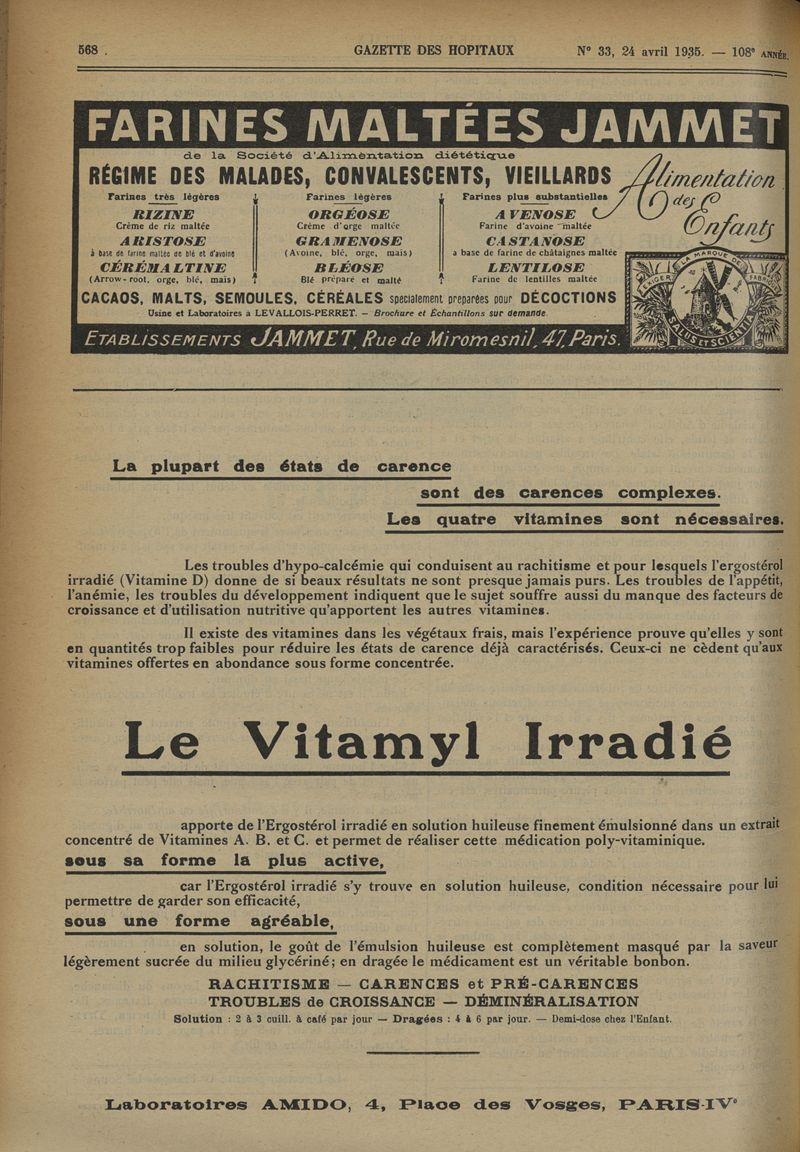 568 .
GAZETTE DES HOPITAUX
N° 33, 24 avril 1935. — 108e ANNÉE.
FARINES MALTÉES JAMMET
de la Société d'Alimentation diététique
RÉGIME DES MALADES, CONVALESCENTS, VIEILLARDS
Alimentation
des
Enfants
Farines très légères
RIZINE
Crème de riz maltée
ARISTOSE
à base de farine maltée de blé et d'avoine
CÉRÉMALTINE
(Arrow-root, orge, blé, maïs)
Farines légères
ORGÉOSE
Crème d'orge maltée
GRAMENOSE
(Avoine, blé, orge, maïs)
BLÉOSE
Blé préparé et malté
Farines plus substantielles
AVENOSE
Farine d'avoine maltée
CASTANOSE
a base de farine de châtaignes maltée
LENTILOSE
Farine de lentilles maltée
CACAOS, MALTS, SEMOULES, CÉRÉALES specialement preparées pour DÉCOCTIONS
Usine et Laboratoires à LEVALLOIS-PERRET. — Brochure et Échantillons sur demande.
ETABLISSEMENTS JAMMET, Rue de Miromesnil, 47, Paris.
EXIGER LA MARQUE DE FABRIQUE
SALUS ET SCIENTIA
La plupart des états de carence
sont des carences complexes.
Les quatre vitamines sont nécessaires.
Les troubles d'hypo-calcémie qui conduisent au rachitisme et pour lesquels l'ergostérol
irradié (Vitamine D) donne de si beaux résultats ne sont presque jamais purs. Les troubles de l'appétit,
l'anémie, les troubles du développement indiquent que le sujet souffre aussi du manque des facteurs de
croissance et d'utilisation nutritive qu'apportent les autres vitamines.
Il existe des vitamines dans les végétaux frais, mais l'expérience prouve qu'elles y sont
en quantités trop faibles pour réduire les états de carence déjà caractérisés. Ceux-ci ne cèdent qu'aux
vitamines offertes en abondance sous forme concentrée.
Le Vitamyl Irradié
apporte de l'Ergostérol irradié en solution huileuse finement émulsionné dans un extrait
concentré de Vitamines A. B. et C. et permet de réaliser cette médication poly-vitaminique.
sous sa forme la plus active,
car l'Ergostérol irradié s'y trouve en solution huileuse, condition nécessaire pour lui
permettre de garder son efficacité,
sous une forme agréable,
en solution, le goût de l'émulsion huileuse est complètement masqué par la saveur
légèrement sucrée du milieu glycériné; en dragée le médicament est un véritable bonbon.
RACHITISME — CARENCES et PRÉ-CARENCES
TROUBLES de CROISSANCE — DÉMINÉRALISATION
Solution : 2 à 3 cuill. à café par jour — Dragées : 4 à 6 par jour. — Demi-dose chez l'Enfant.
Laboratoires AMIDO, 4, Place des Vosges, PARIS-IVe